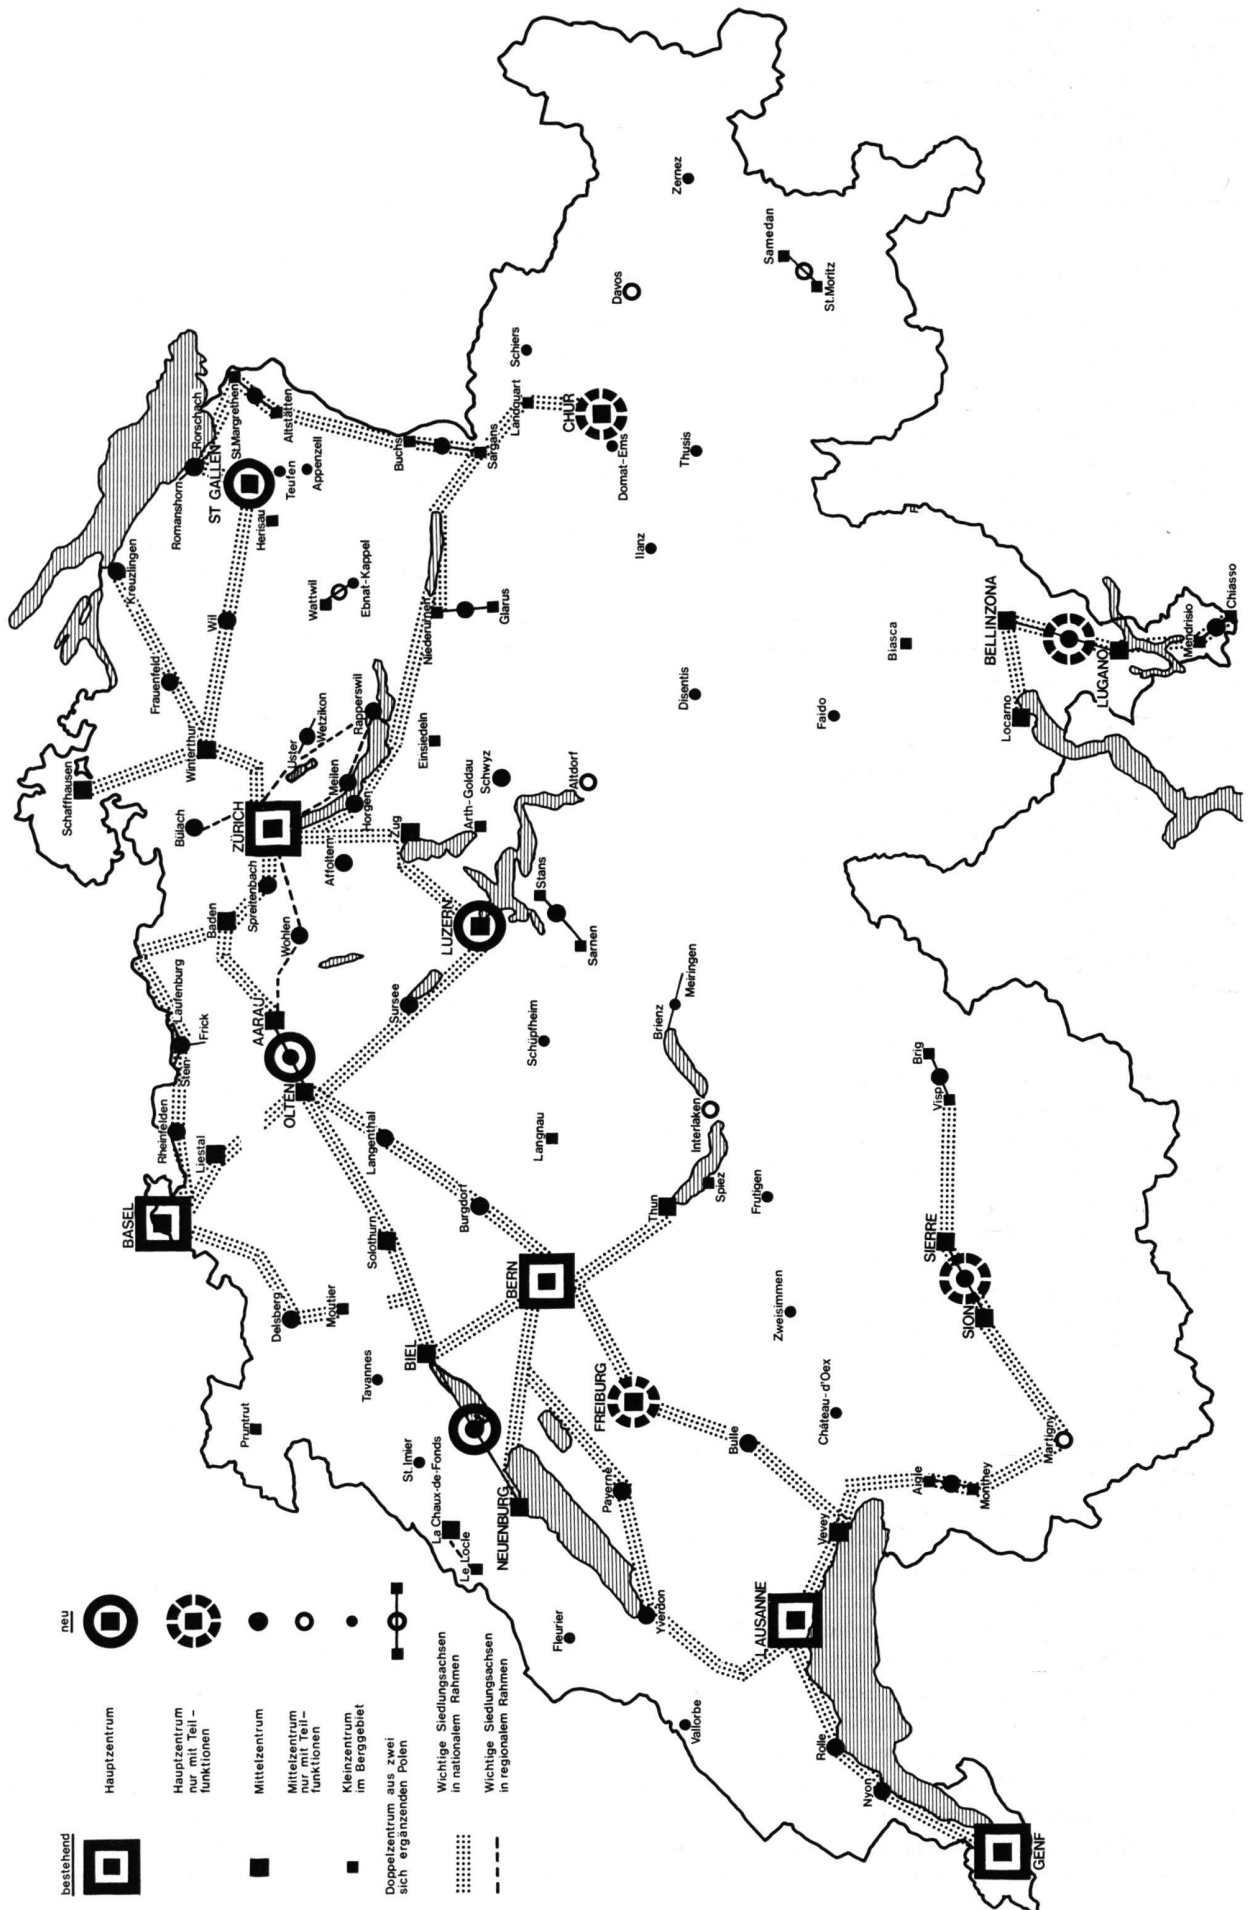 bestehend
neu
Hauptzentrum
Hauptzentrum
nur mit Teil –
funktionen
Mittelzentrum
Mittelzentrum
nur mit Teil–
funktionen
Kleinzentrum
im Berggebiet
Doppelzentrum aus zwei
sich ergänzenden Polen
Wichtige Siedlungsachsen
in nationalem Rahmen
Wichtige Siedlungsachsen
in regionalem Rahmen
Schaffhausen
Kreuzlingen
Romanshorn
Rorschach
ST GALLEN
St.Margrethen
Altstätten
Teufen
Appenzell
Herisau
Frauenfeld
Wil
Winterthur
Bülach
ZÜRICH
Uster
Wetzikon
Meilen
Rapperswil
Horgen
Affoltern
Spreitenbach
Baden
Wohlen
Laufenburg
Frick
Stein
Rheinfelden
BASEL
Liestal
AARAU
OLTEN
Wattwil
Ebnat-Kappel
Buchs
Sargans
Landquart
Schiers
CHUR
Domat-Ems
Davos
Zernez
Samedan
St.Moritz
Thusis
Ilanz
Disentis
Niederurnen
Glarus
Einsiedeln
Zug
Arth-Goldau
Schwyz
Altdorf
LUZERN
Stans
Sarnen
Sursee
Schüpfheim
Langnau
Langenthal
Burgdorf
Solothurn
Delsberg
Moutier
Pruntrut
Tavannes
St.Imier
BIEL
La Chaux-de-Fonds
Le Locle
NEUENBURG
BERN
Thun
Spiez
Interlaken
Brienz
Meiringen
Frutigen
Zweisimmen
FREIBURG
Bulle
Payerne
Yverdon
Fleurier
Vallorbe
Château-d'Oex
Vevey
LAUSANNE
Rolle
Nyon
GENF
Aigle
Monthey
Martigny
SION
SIERRE
Visp
Brig
Faido
Biasca
BELLINZONA
Locarno
LUGANO
Mendrisio
Chiasso